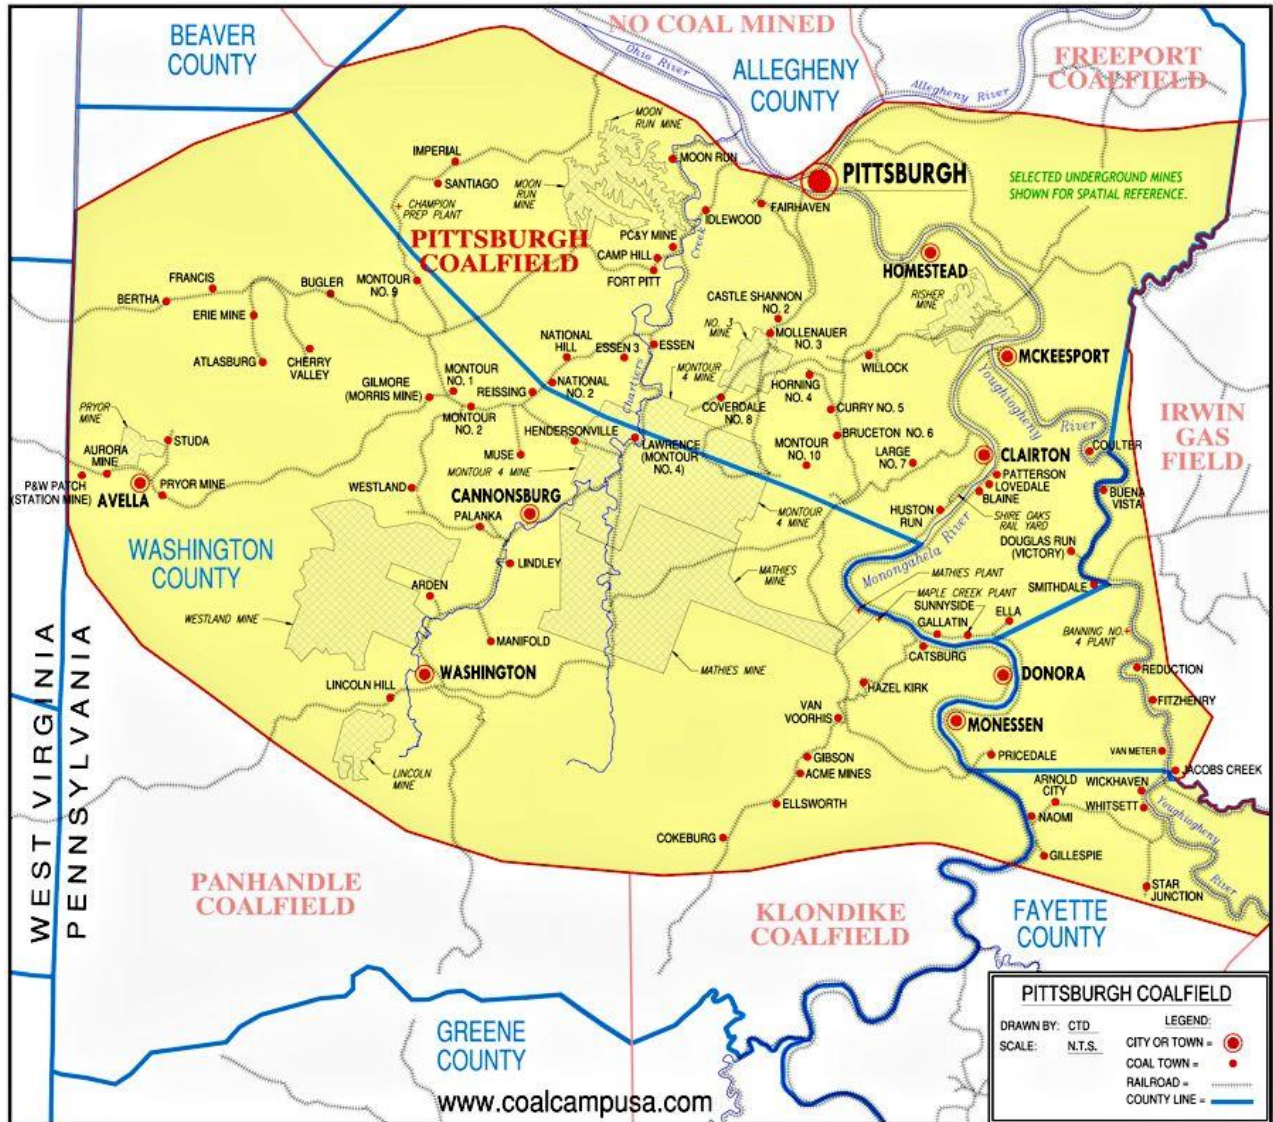 NO COAL MINED
BEAVER
COUNTY
Ohio River
FREEPORT
COALFIELD
ALLEGHENY
COUNTY
Allegheny River
MOON
RUN MINE
IMPERIAL
MOON RUN
PITTSBURGH
SELECTED UNDERGROUND MINES
SHOWN FOR SPATIAL REFERENCE.
SANTIAGO
MOON
RUN
MINE
CHAMPION
PREP PLANT
FAIRHAVEN
IDLEWOOD
PITTSBURGH
COALFIELD
PC&Y MINE
Creek
CAMP HILL
FORT PITT
HOMESTEAD
RISHER
MINE
FRANCIS
BUGLER
MONTOUR
NO. 9
BERTHA
ERIE MINE
CASTLE SHANNON
NO. 2
NO. 3
MINE
MOLLENAUER
NO. 3
NATIONAL
HILL
ESSEN 3
ESSEN
ATLASBURG
CHERRY
VALLEY
WILLOCK
MCKEESPORT
MONTOUR
NO. 1
GILMORE
(MORRIS MINE)
REISSING
NATIONAL
NO. 2
Chartiers
MONTOUR
4 MINE
HORNING
NO. 4
Youghiogheny
River
MONTOUR
NO. 2
COVERDALE
NO. 8
CURRY NO. 5
IRWIN
GAS
FIELD
PRYOR
MINE
STUDA
HENDERSONVILLE
LAWRENCE
(MONTOUR
NO. 4)
BRUCETON NO. 6
COULTER
AURORA
MINE
MUSE
MONTOUR
NO. 10
LARGE
NO. 7
CLAIRTON
P&W PATCH
(STATION MINE)
AVELLA
PRYOR MINE
MONTOUR 4 MINE
PATTERSON
LOVEDALE
BLAINE
BUENA
VISTA
WESTLAND
CANNONSBURG
PALANKA
MONTOUR
4 MINE
HUSTON
RUN
SHIRE OAKS
RAIL YARD
WASHINGTON
COUNTY
DOUGLAS RUN
(VICTORY)
LINDLEY
Monongahela River
MATHIES
MINE
MATHIES PLANT
SMITHDALE
ARDEN
MAPLE CREEK PLANT
WESTLAND MINE
SUNNYSIDE
ELLA
GALLATIN
BANNING NO.
4 PLANT
MANIFOLD
CATSBURG
WASHINGTON
MATHIES MINE
DONORA
REDUCTION
LINCOLN HILL
HAZEL KIRK
FITZHENRY
VAN
VOORHIS
MONESSEN
LINCOLN
MINE
GIBSON
ACME MINES
PRICEDALE
VAN METER
JACOBS CREEK
ARNOLD
CITY
WICKHAVEN
ELLSWORTH
WHITSETT
NAOMI
Youghiogheny
River
COKEBURG
GILLESPIE
STAR
JUNCTION
WEST VIRGINIA
PENNSYLVANIA
PANHANDLE
COALFIELD
KLONDIKE
COALFIELD
FAYETTE
COUNTY
GREENE
COUNTY
www.coalcampusa.com
PITTSBURGH COALFIELD
DRAWN BY: CTD
SCALE: N.T.S.
LEGEND:
CITY OR TOWN =
COAL TOWN =
RAILROAD =
COUNTY LINE =